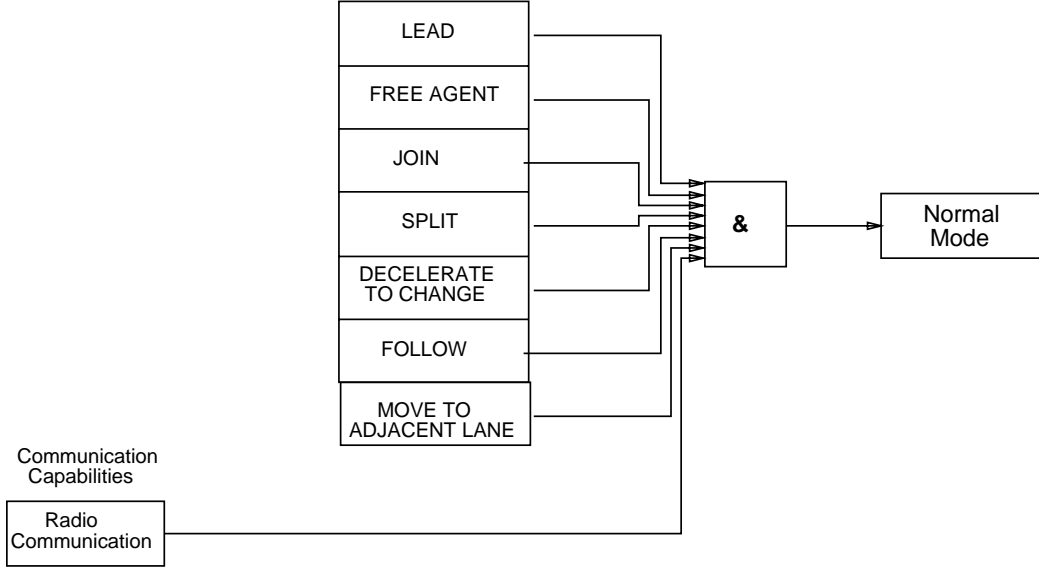 LEAD
FREE AGENT
JOIN
SPLIT
DECELERATE
TO CHANGE
FOLLOW
MOVE TO
ADJACENT LANE
&
Normal
Mode
Communication
Capabilities
Radio
Communication